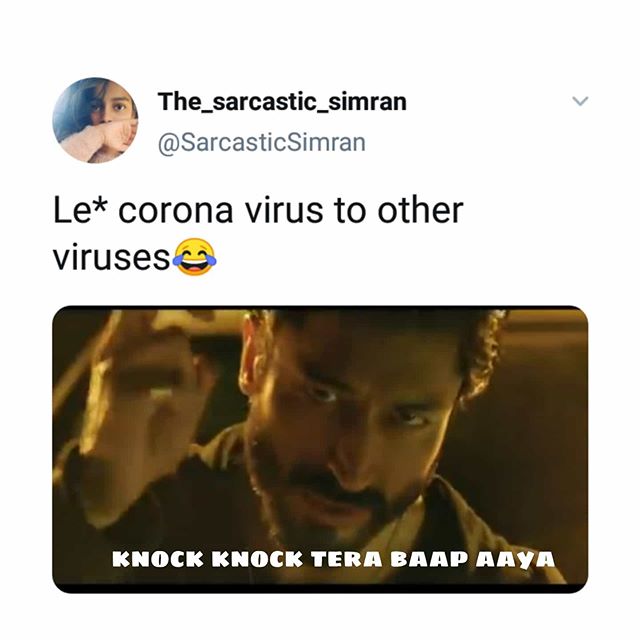 The_sarcastic_simran
@SarcasticSimran
Le* corona virus to other
viruses😂
KNOCK KNOCK TERA BAAP AAYA